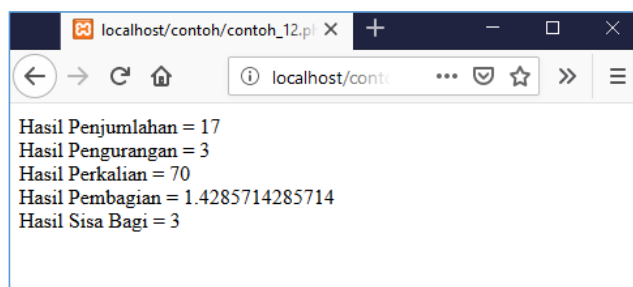 localhost/contoh/contoh_12.p
localhost/cont
Hasil Penjumlahan = 17
Hasil Pengurangan = 3
Hasil Perkalian = 70
Hasil Pembagian = 1.4285714285714
Hasil Sisa Bagi = 3